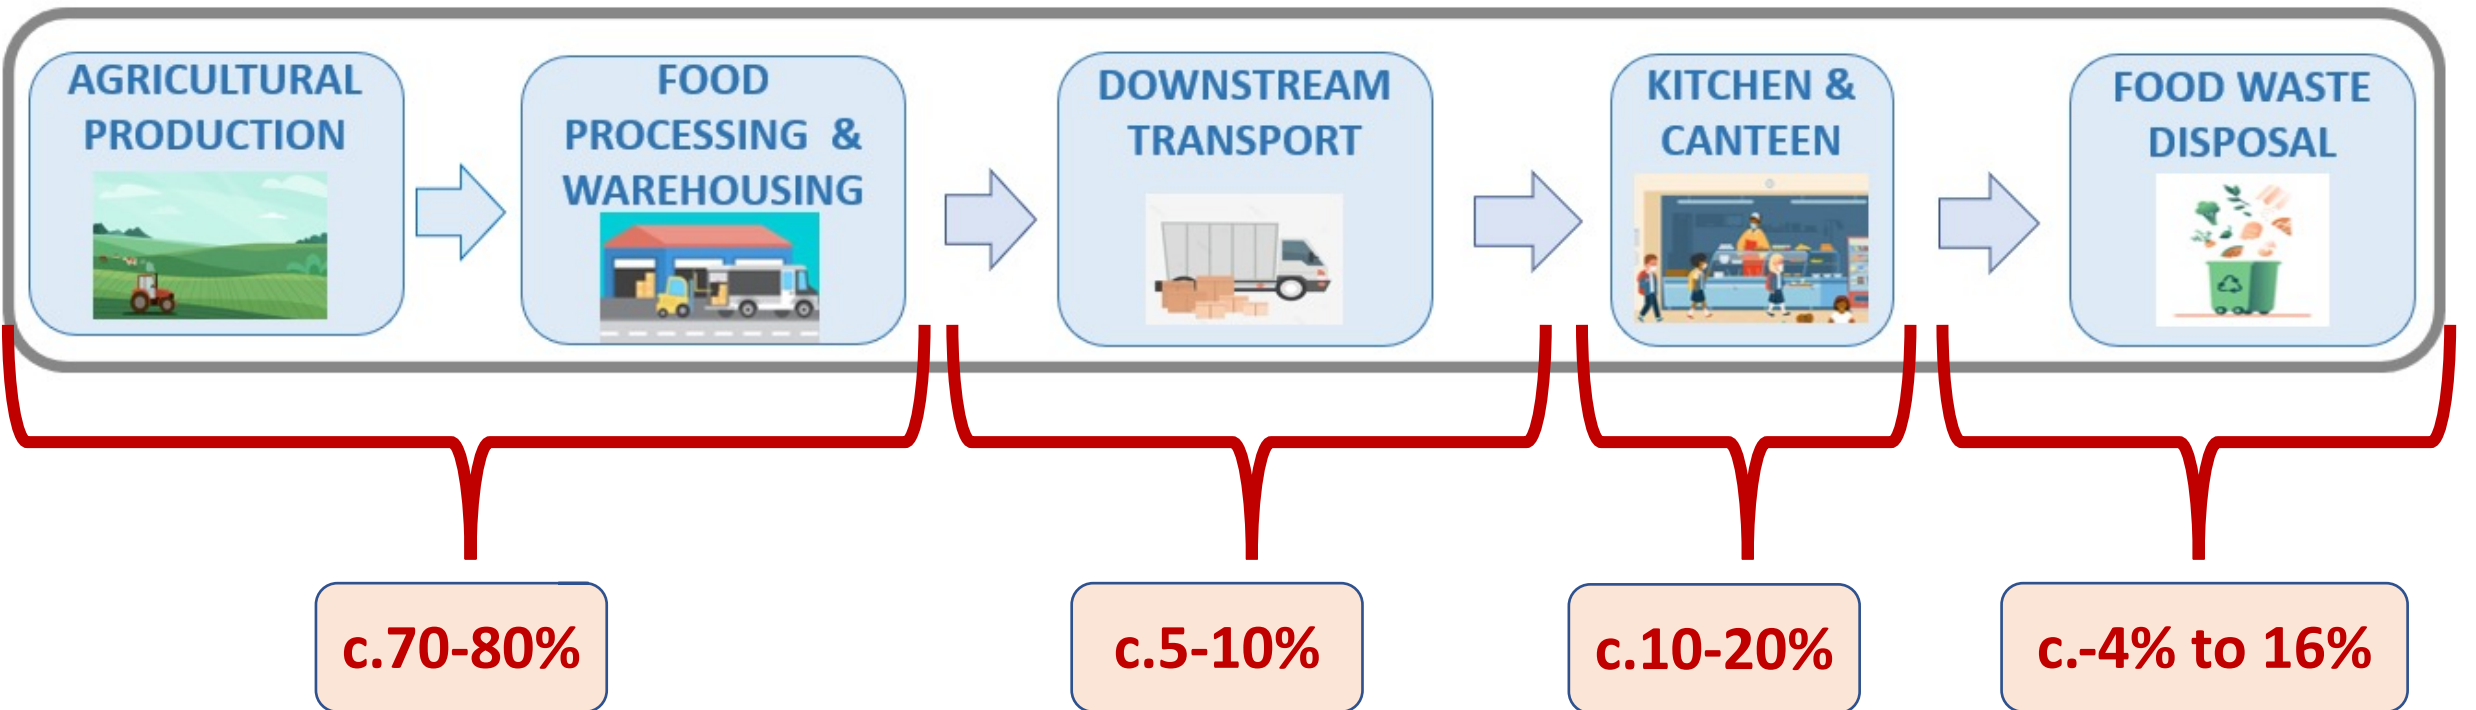 AGRICULTURAL
PRODUCTION
FOOD
PROCESSING & 
WAREHOUSING
DOWNSTREAM
TRANSPORT
KITCHEN &
CANTEEN
FOOD WASTE
DISPOSAL
c.70-80%
c.5-10%
c.10-20%
c.-4% to 16%